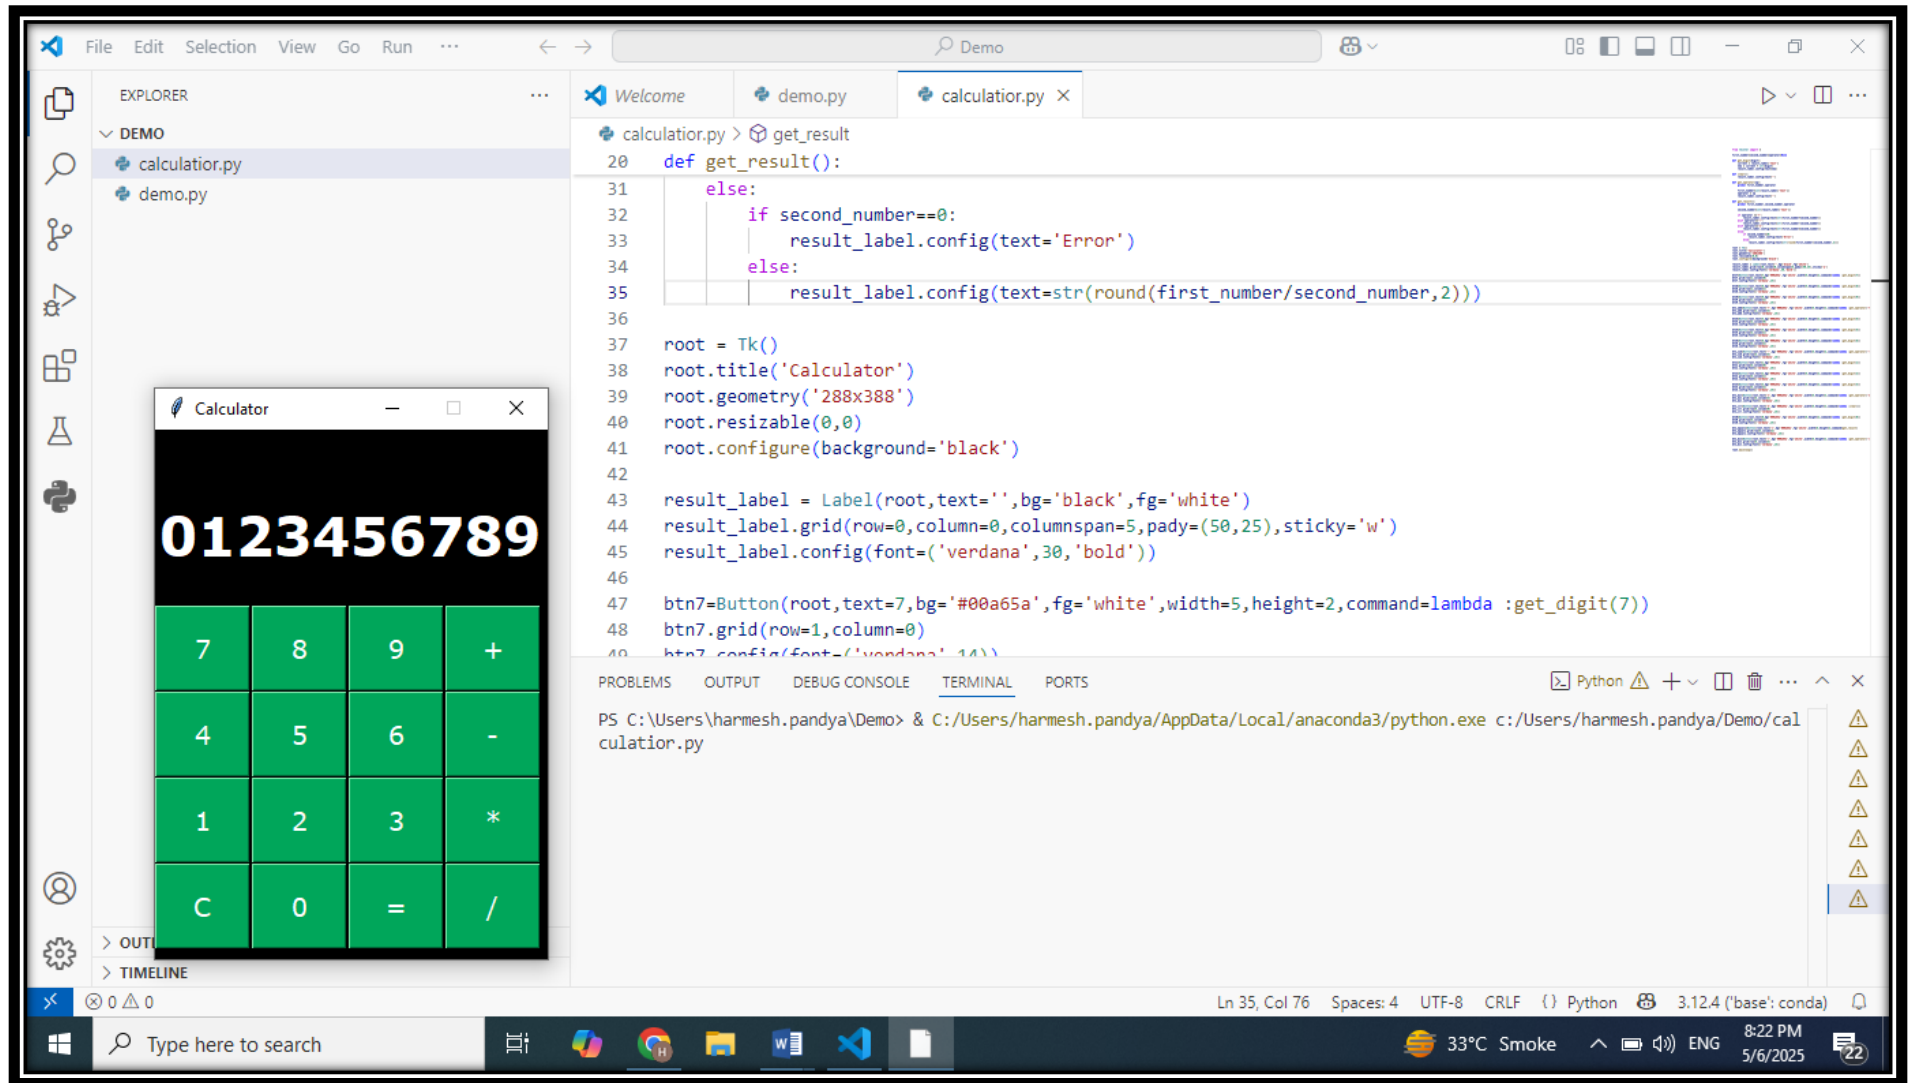 File Edit Selection View Go Run ···
Demo
EXPLORER
DEMO
calculatior.py
demo.py
OUTL
TIMELINE
Welcome
demo.py
calculatior.py
calculatior.py > get_result
20 def get_result():
31 else:
32 if second_number==0:
33 result_label.config(text='Error')
34 else:
35 result_label.config(text=str(round(first_number/second_number,2)))
36
37 root = Tk()
38 root.title('Calculator')
39 root.geometry('288x388')
40 root.resizable(0,0)
41 root.configure(background='black')
42
43 result_label = Label(root,text='',bg='black',fg='white')
44 result_label.grid(row=0,column=0,columnspan=5,pady=(50,25),sticky='w')
45 result_label.config(font=('verdana',30,'bold'))
46
47 btn7=Button(root,text=7,bg='#00a65a',fg='white',width=5,height=2,command=lambda :get_digit(7))
48 btn7.grid(row=1,column=0)
49 btn7.config(font=('verdana',14))
Calculator
0123456789
7 8 9 +
4 5 6 -
1 2 3 *
C 0 = /
PROBLEMS OUTPUT DEBUG CONSOLE TERMINAL PORTS
Python
PS C:\Users\harmesh.pandya\Demo> & C:/Users/harmesh.pandya/AppData/Local/anaconda3/python.exe c:/Users/harmesh.pandya/Demo/cal
culatior.py
0 0
Ln 35, Col 76 Spaces: 4 UTF-8 CRLF {} Python 3.12.4 ('base': conda)
Type here to search
33°C Smoke
ENG
8:22 PM
5/6/2025
22